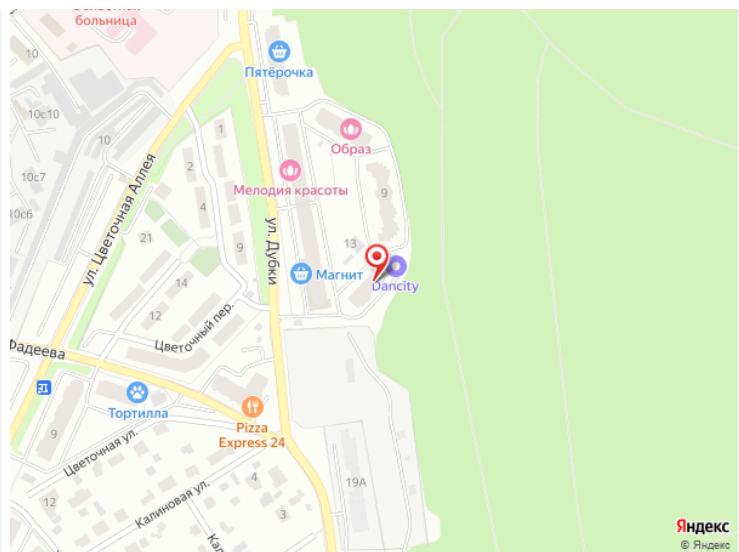 Областная
больница
10
Пятёрочка
10с10
10
1
Образ
2
10с7
Мелодия красоты
9
4
10с6
ул. Цветочная Аллея
ул. Дубки
21
9
13
Магнит
14
Dancity
12
Цветочный пер.
Фадеева
Тортилла
Pizza
Express 24
9
Цветочная ул.
4
19А
12
Калиновая ул.
3
Яндекс
© Яндекс